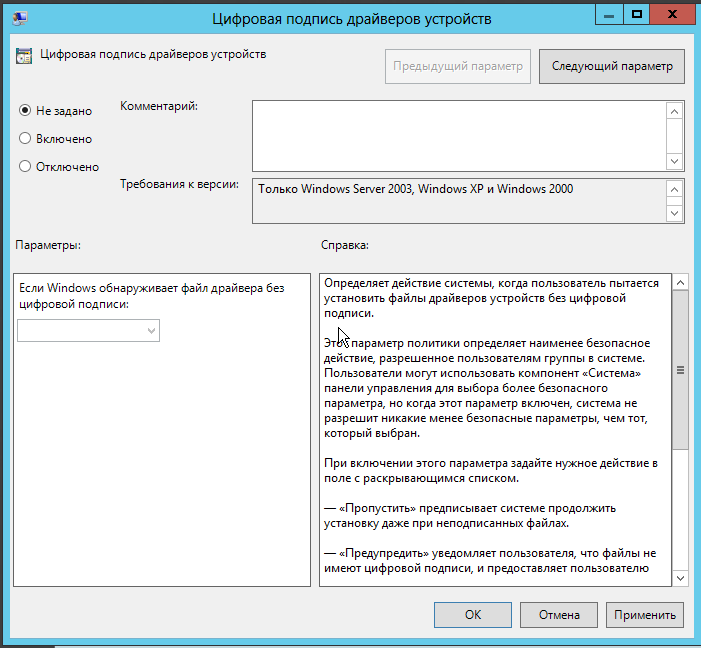 Цифровая подпись драйверов устройств
Цифровая подпись драйверов устройств
Предыдущий параметр
Следующий параметр
Не задано
Включено
Отключено
Комментарий:
Требования к версии:
Только Windows Server 2003, Windows XP и Windows 2000
Параметры:
Справка:
Если Windows обнаруживает файл драйвера без
цифровой подписи:
Определяет действие системы, когда пользователь пытается
установить файлы драйверов устройств без цифровой
подписи.
Этот параметр политики определяет наименее безопасное
действие, разрешенное пользователям группы в системе.
Пользователи могут использовать компонент «Система»
панели управления для выбора более безопасного
параметра, но когда этот параметр включен, система не
разрешит никакие менее безопасные параметры, чем тот,
который выбран.
При включении этого параметра задайте нужное действие в
поле с раскрывающимся списком.
— «Пропустить» предписывает системе продолжить
установку даже при неподписанных файлах.
— «Предупредить» уведомляет пользователя, что файлы не
имеют цифровой подписи, и предоставляет пользователю
ОК
Отмена
Применить